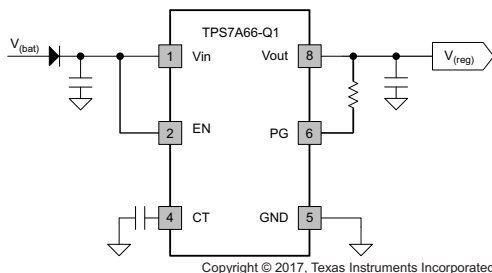 TPS7A66-Q1
V(bat)
1 Vin
Vout 8
V(reg)
2 EN
PG 6
4 CT
GND 5
Copyright © 2017, Texas Instruments Incorporated